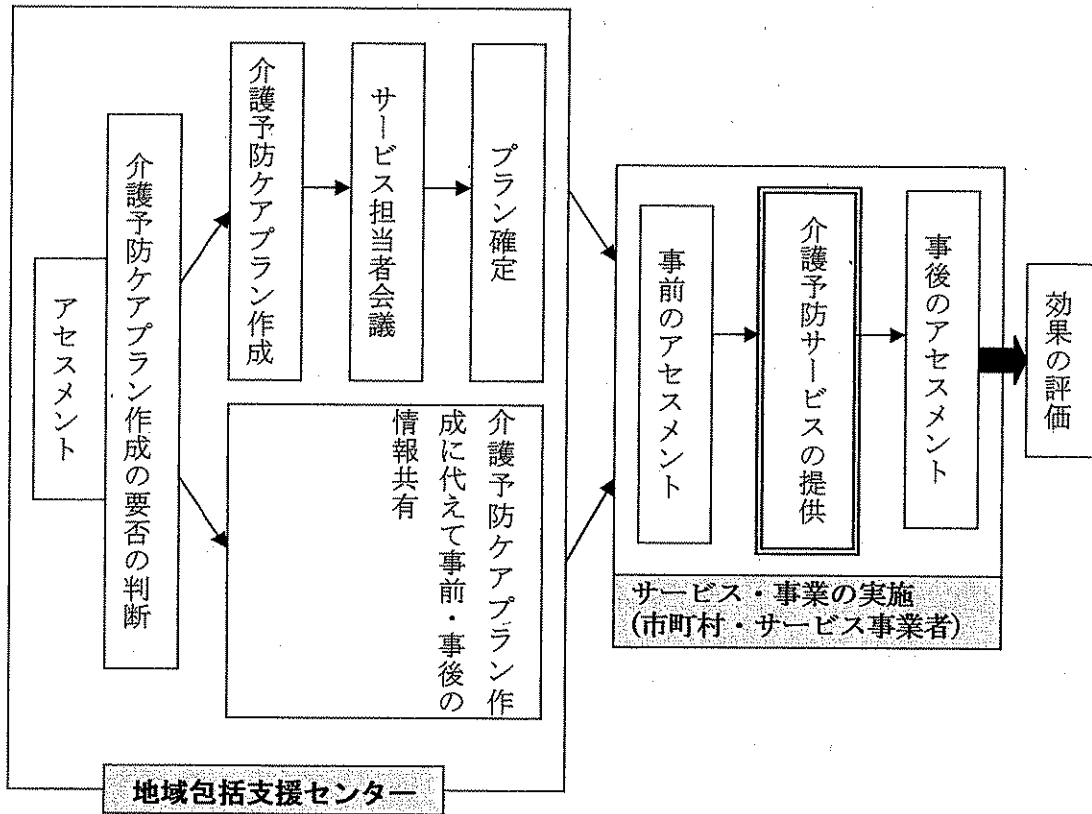 アセスメント
介護予防ケアプラン作成の要否の判断
介護予防ケアプラン作成
サービス担当者会議
プラン確定
介護予防ケアプラン作
成に代えて事前・事後の
情報共有
地域包括支援センター
事前のアセスメント
介護予防サービスの提供
事後のアセスメント
サービス・事業の実施
(市町村・サービス事業者)
効果の評価